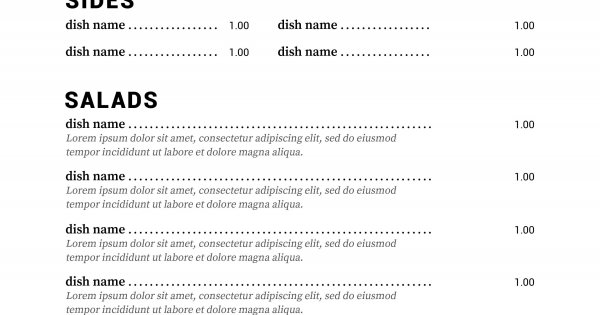 SIDES
dish name .................. 1.00 dish name .................. 1.00
dish name .................. 1.00 dish name .................. 1.00
SALADS
dish name ............................................................. 1.00
Lorem ipsum dolor sit amet, consectetur adipiscing elit, sed do eiusmod
tempor incididunt ut labore et dolore magna aliqua.
dish name ............................................................. 1.00
Lorem ipsum dolor sit amet, consectetur adipiscing elit, sed do eiusmod
tempor incididunt ut labore et dolore magna aliqua.
dish name ............................................................. 1.00
Lorem ipsum dolor sit amet, consectetur adipiscing elit, sed do eiusmod
tempor incididunt ut labore et dolore magna aliqua.
dish name ............................................................. 1.00
Lorem ipsum dolor sit amet, consectetur adipiscing elit, sed do eiusmod
tempor incididunt ut labore et dolore magna aliqua.